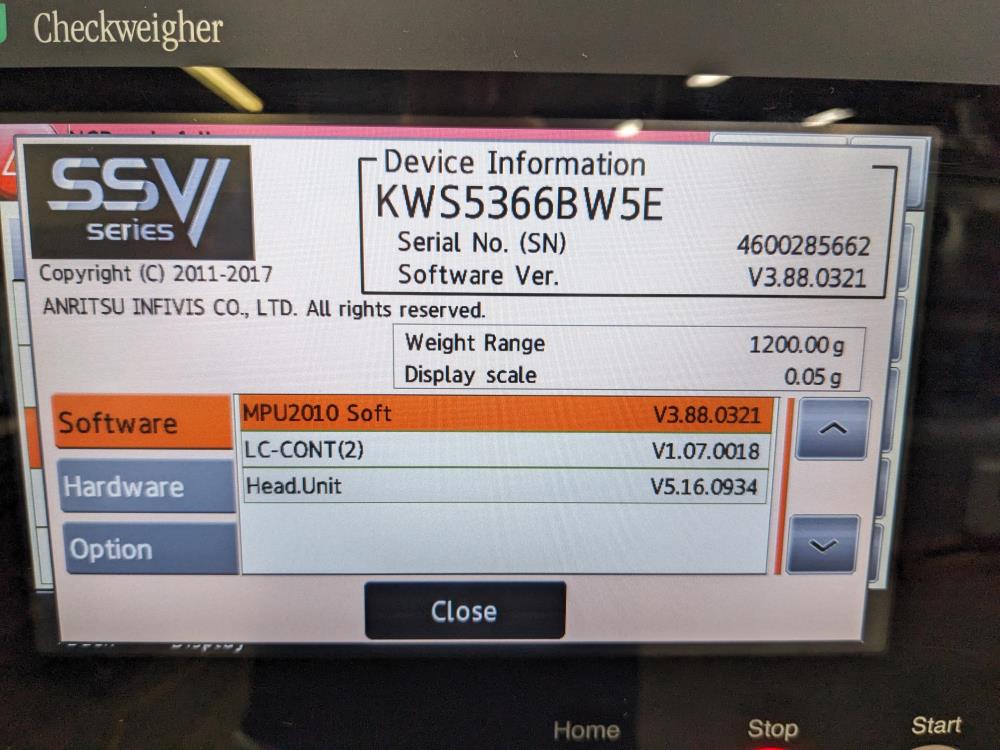 Checkweigher
SSV
series
Device Information
KWS5366BW5E
Serial No. (SN) 4600285662
Software Ver. V3.88.0321
Copyright (C) 2011-2017
ANRITSU INFIVIS CO., LTD. All rights reserved.
Weight Range 1200.00 g
Display scale 0.05 g
Software
MPU2010 Soft V3.88.0321
LC-CONT(2) V1.07.0018
Head.Unit V5.16.0934
Hardware
Option
Close
Home Stop Start